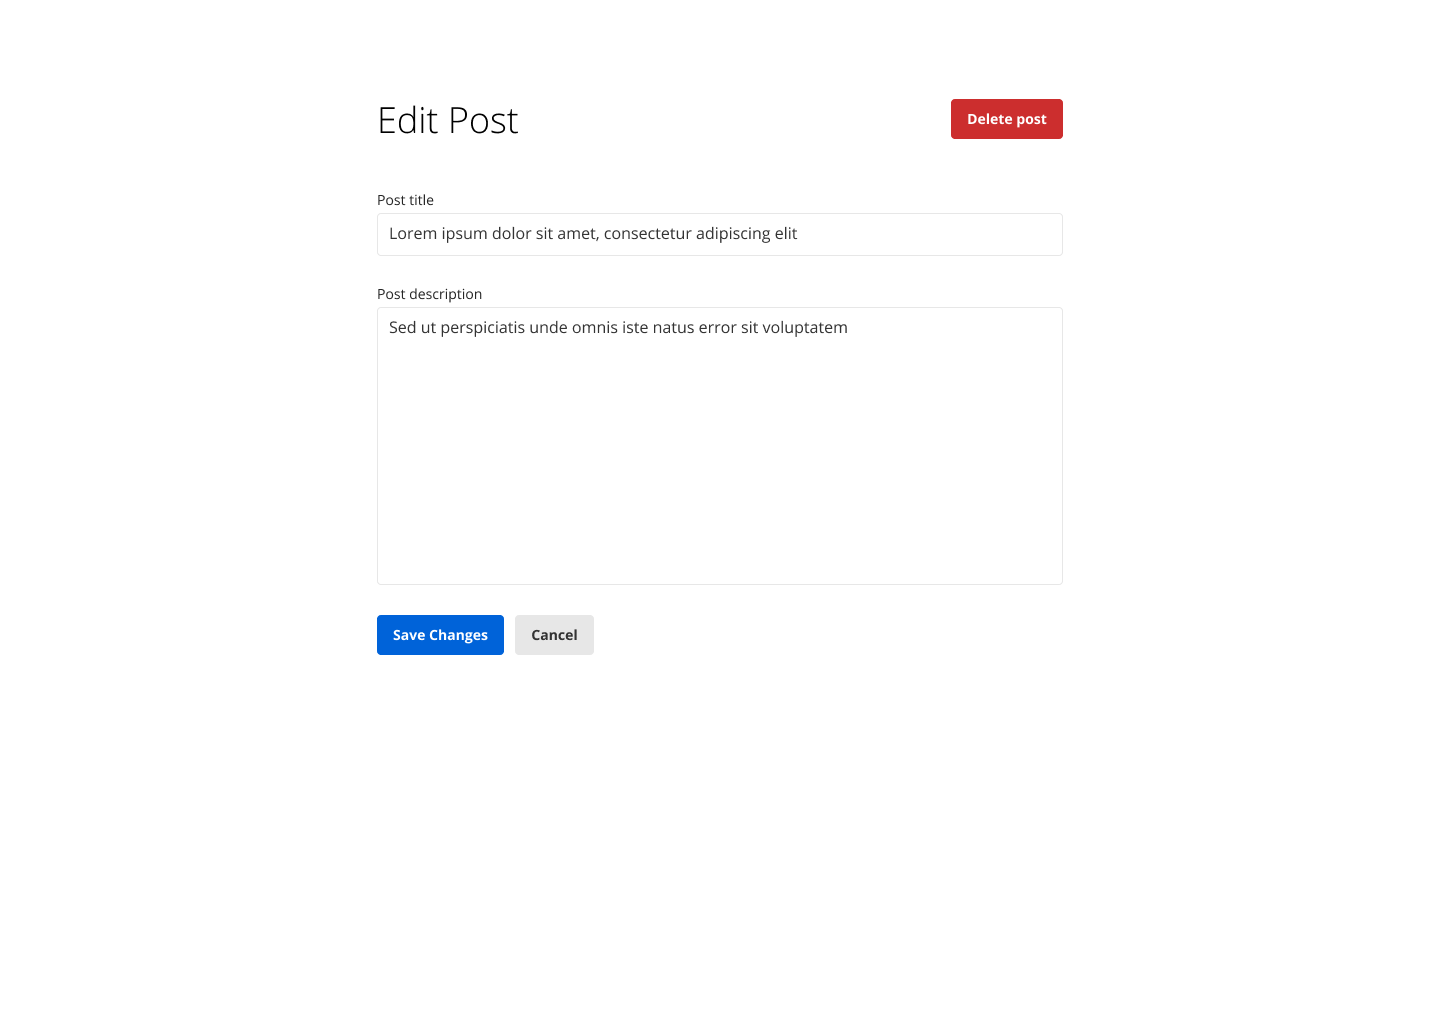 Edit Post
Delete post
Post title
Lorem ipsum dolor sit amet, consectetur adipiscing elit
Post description
Sed ut perspiciatis unde omnis iste natus error sit voluptatem
Save Changes
Cancel